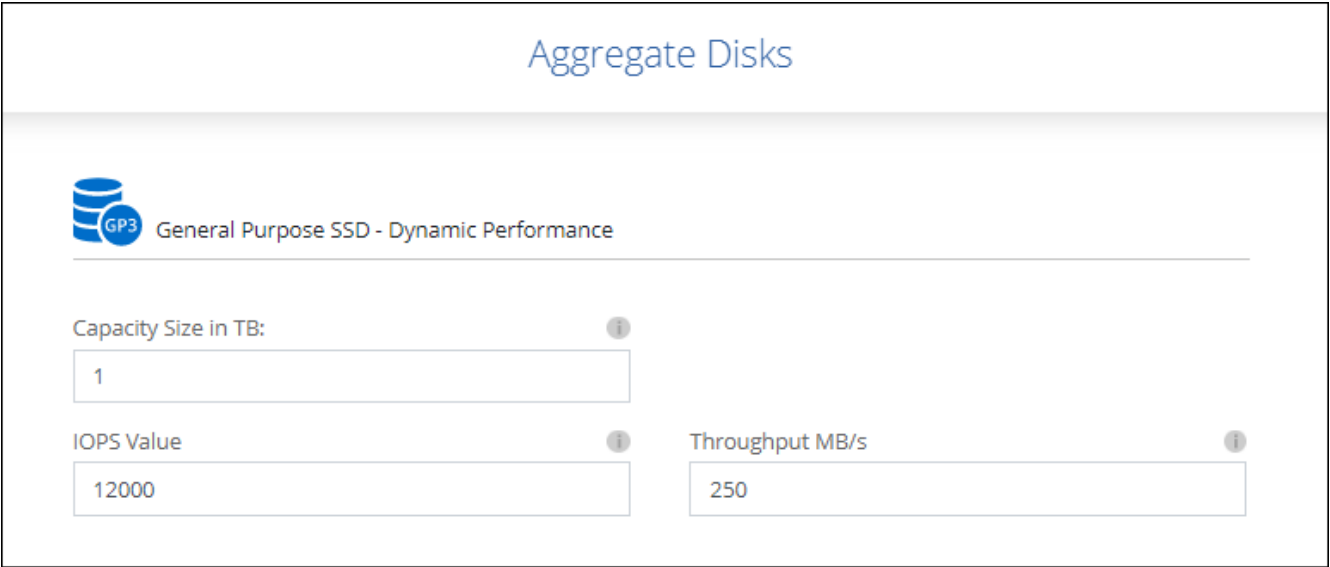 Aggregate Disks
GP3
General Purpose SSD - Dynamic Performance
Capacity Size in TB:
1
IOPS Value
Throughput MB/s
12000
250